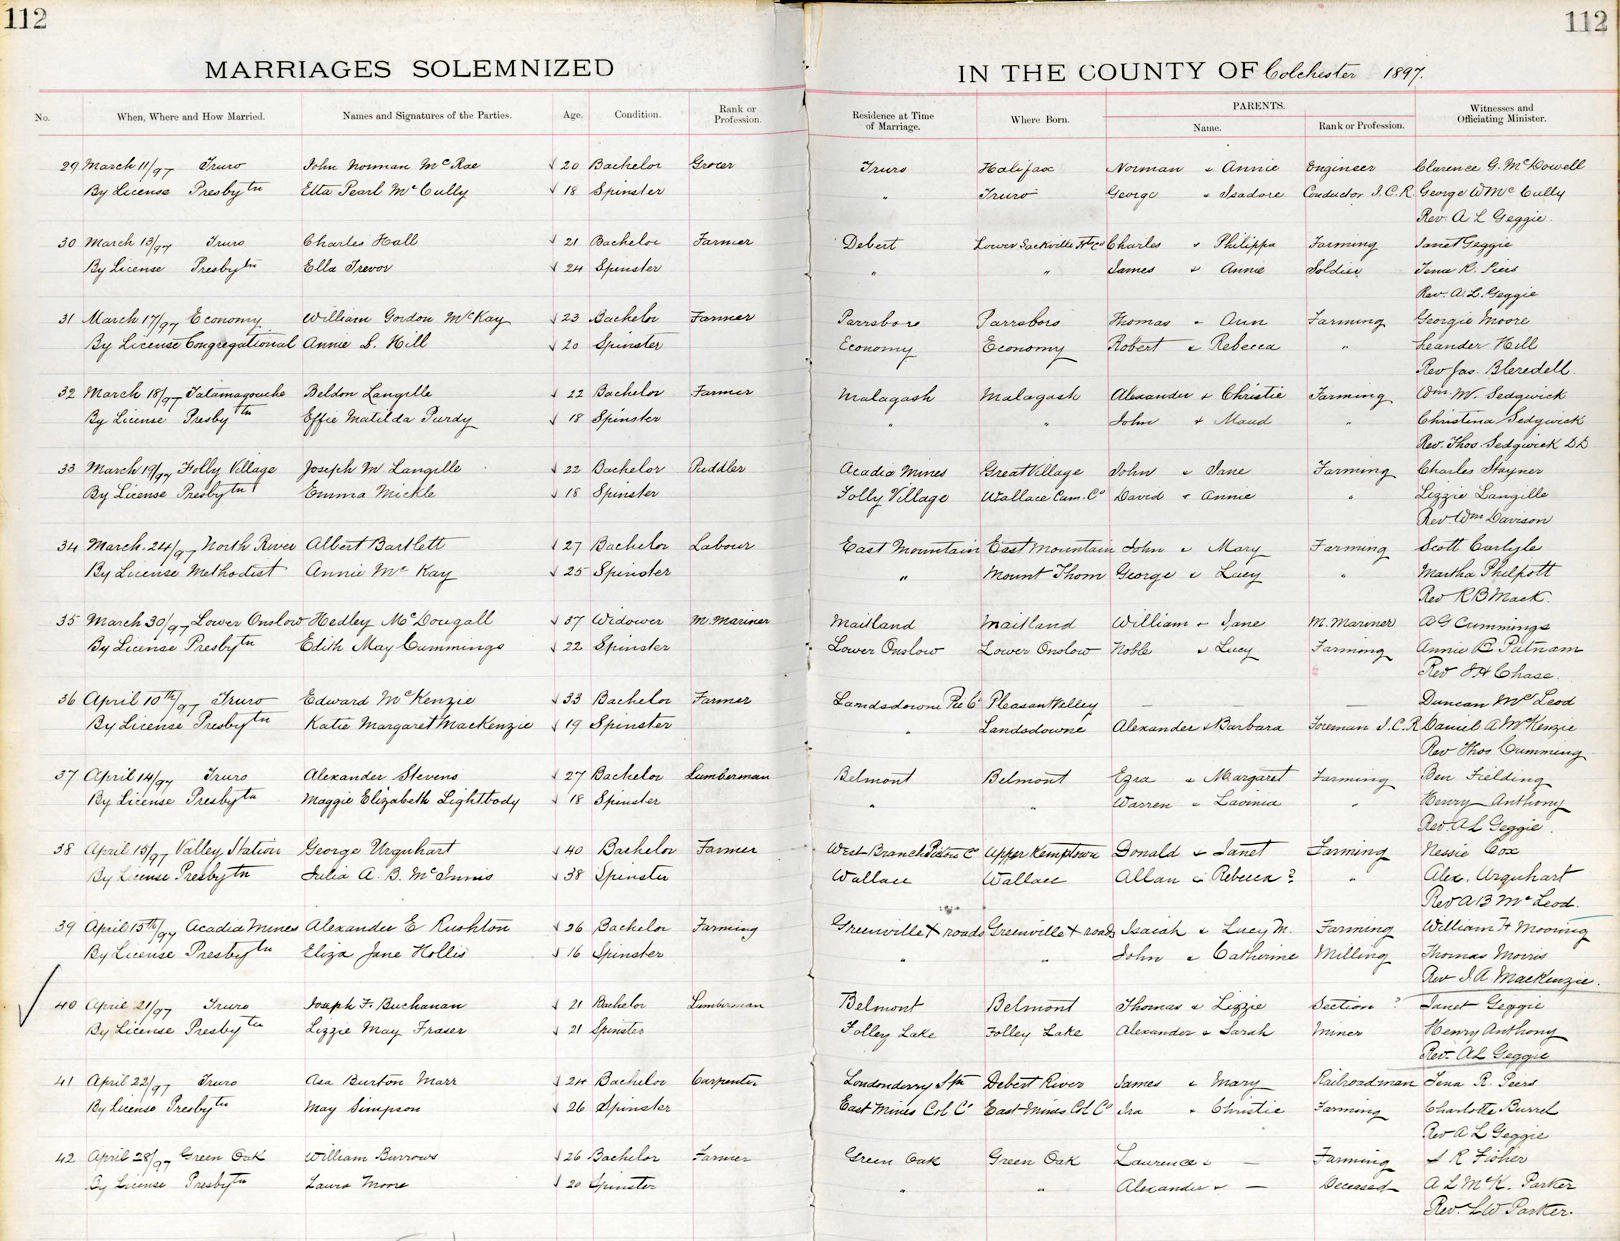 112
112
MARRIAGES SOLEMNIZED IN THE COUNTY OF Colchester 1897.
No. When, Where and How Married. Names and Signatures of the Parties. Age. Condition. Rank or Profession. Residence at Time of Marriage. Where Born. PARENTS. Name. Rank or Profession. Witnesses and Officiating Minister.
29 March 11/97 Truro John Norman McRae 20 Bachelor Grocer Truro Halifax Norman & Annie Engineer Clarence G. McDowell
By License Presbytn Etta Pearl McCully 18 Spinster " Truro George & Isadore Conductor I.C.R. George W McCully
Rev. A L Geggie
30 March 13/97 Truro Charles Hall 21 Bachelor Farmer Debert Lower Sackville Hx Co Charles & Philippa Farming Janet Geggie
By License Presbytn Ella Trevor 24 Spinster " " James & Annie Soldier Tena R. Piers
Rev. A. L. Geggie
31 March 17/97 Economy William Gordon McKay 23 Bachelor Farmer Parrsboro Parrsboro Thomas & Ann Farming Georgie Moore
By License Congregational Annie S. Hill 20 Spinster Economy Economy Robert & Rebecca " Leander Hill
Rev Jas. Bleredell
32 March 18/97 Tatamagouche Beldon Langille 22 Bachelor Farmer Malagash Malagash Alexander & Christie Farming Wm. W. Sedgwick
By License Presbytn Effie Matilda Purdy 18 Spinster " " John & Maud " Christina Sedgwick
Rev. Thos. Sedgwick DD
33 March 19/97 Folly Village Joseph M. Langille 22 Bachelor Puddler Acadia Mines Great Village John & Jane Farming Charles Stayner
By License Presbytn Emma Mickle 18 Spinster Folly Village Wallace Cum. Co David & Annie " Lizzie Langille
Rev Wm Davison
34 March 24/97 North River Albert Bartlett 27 Bachelor Labour East Mountain East Mountain John & Mary Farming Scott Carlyle
By License Methodist Annie McKay 25 Spinster " Mount Thom George & Lucy " Martha Philpott
Rev R B Mack.
35 March 30/97 Lower Onslow Hedley McDougall 37 Widower M. Mariner Maitland Maitland William & Jane M. Mariner A G Cummings
By License Presbytn Edith May Cummings 22 Spinster Lower Onslow Lower Onslow Noble & Lucy Farming Annie E Putnam
Rev J H Chase.
36 April 10th/97 Truro Edward McKenzie 33 Bachelor Farmer Landsdowne Pic Co Pleasant Valley — — — Duncan McLeod
By License Presbytn Katie Margaret MacKenzie 19 Spinster " Landsdowne Alexander & Barbara Foreman I.C.R. Daniel A McKenzie
Rev Thos Cumming
37 April 14/97 Truro Alexander Stevens 27 Bachelor Lumberman Belmont Belmont Ezra & Margaret Farming Ben Fielding
By License Presbytn Maggie Elizabeth Lightbody 18 Spinster " " Warren & Lavinia " Henry Anthony
Rev A L Geggie
38 April 15/97 Valley Station George Urquhart 40 Bachelor Farmer West Branch Pictou Co Upper Kemptown Donald & Janet Farming Nessie Cox
By License Presbytn Julia A. B. McInnis 38 Spinster Wallace Wallace Allan & Rebecca? " Alex. Urquhart
Rev A B McLeod.
39 April 15th/97 Acadia Mines Alexander E Rushton 26 Bachelor Farming Greenville X roads Greenville X roads Isaiah & Lucy M. Farming William H Mooring
By License Presbytn Eliza Jane Hollis 16 Spinster " " John & Catherine Milling Thomas Morris
Rev J. A. MacKenzie.
40 April 21/97 Truro Joseph F. Buchanan 21 Bachelor Lumberman Belmont Belmont Thomas & Lizzie Section ? Janet Geggie
By License Presbytn Lizzie May Fraser 21 Spinster Folley Lake Folley Lake Alexander & Sarah Miner Henry Anthony
Rev. A L Geggie
41 April 22/97 Truro Asa Burton Marr 24 Bachelor Carpenter Londonderry Stn Debert River James & Mary Railroadman Tena R. Peers
By License Presbytn May Simpson 26 Spinster East Mines Col Co East Mines Col Co Ira & Christie Farming Charlotte Burrel
Rev A L Geggie
42 April 28/97 Green Oak William Burrows 26 Bachelor Farmer Green Oak Green Oak Lawrence & — Farming S R Fisher
By License Presbytn Laura Moore 20 Spinster " " Alexander & — Deceased A L McK. Parker
Rev. L W Parker.